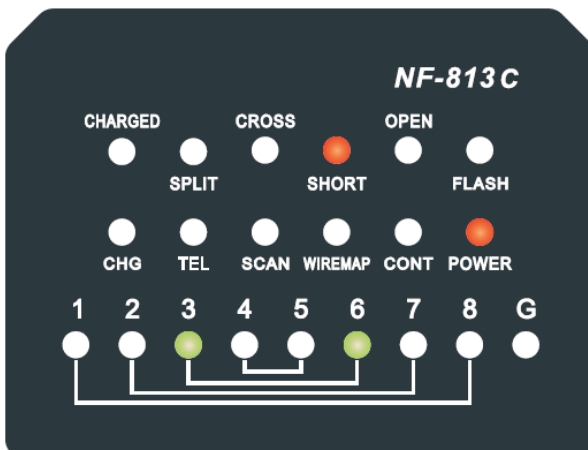 NF-813C
CHARGED CROSS OPEN
SPLIT SHORT FLASH
CHG TEL SCAN WIREMAP CONT POWER
1 2 3 4 5 6 7 8 G